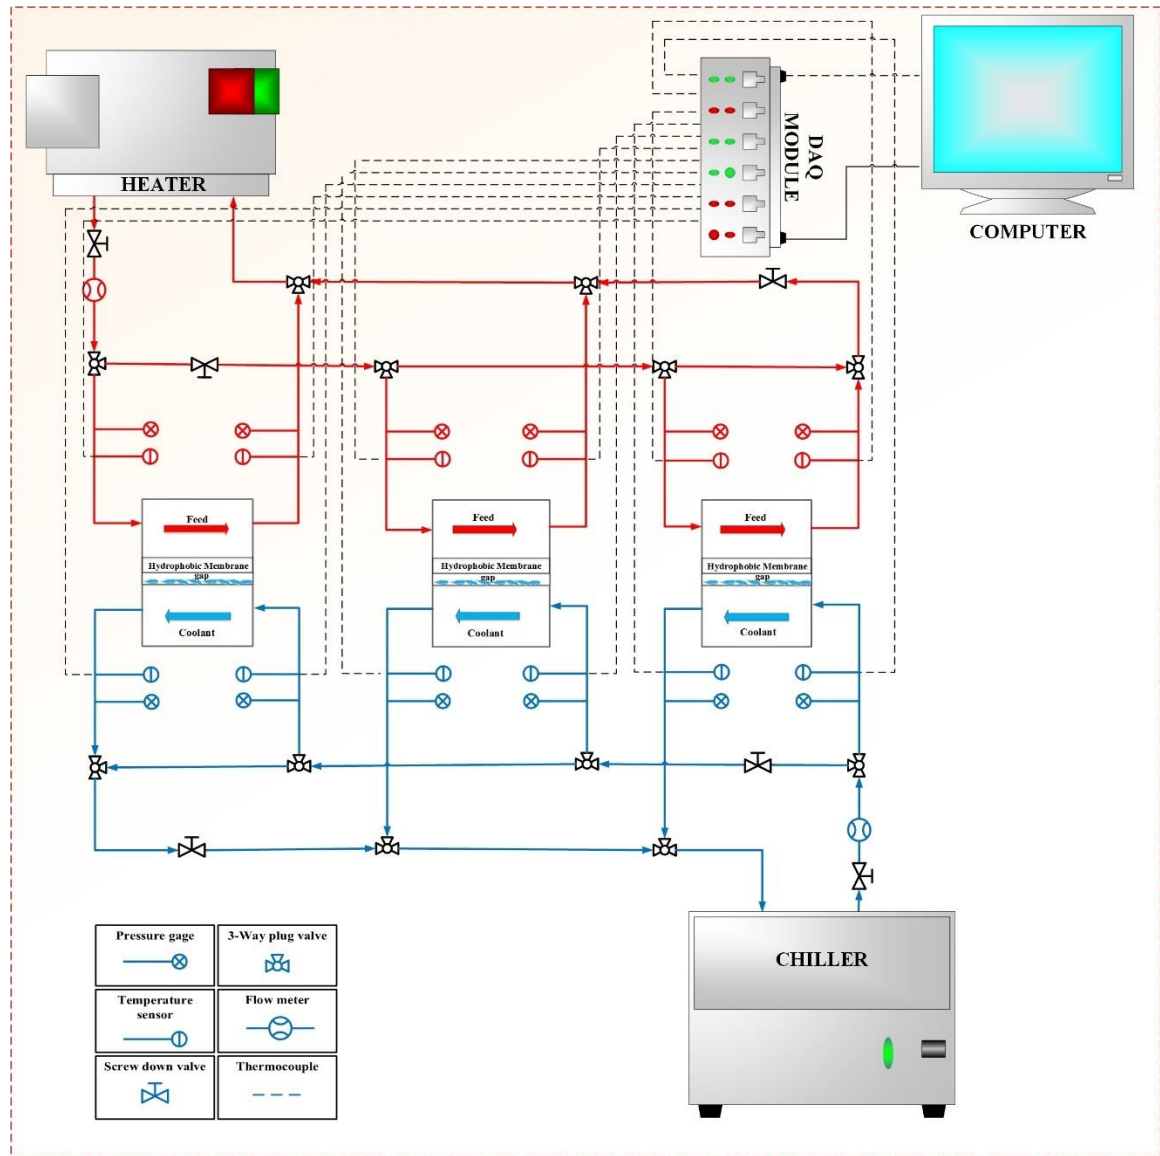 HEATER
DAQ
MODULE
COMPUTER
Feed
Hydrophobic Membrane
gap
Coolant
Feed
Hydrophobic Membrane
gap
Coolant
Feed
Hydrophobic Membrane
gap
Coolant
Pressure gage
3-Way plug valve
Temperature
sensor
Flow meter
Screw down valve
Thermocouple
CHILLER